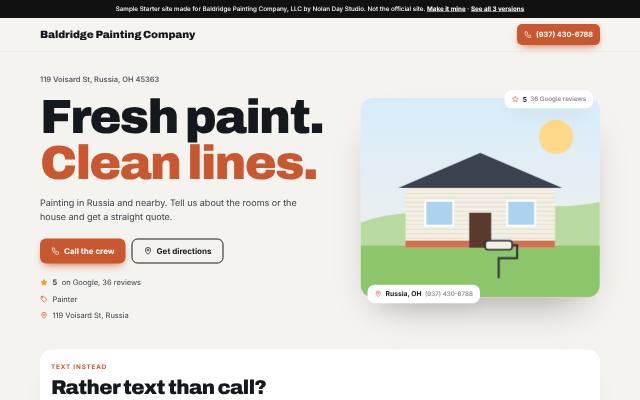 Sample Starter site made for Baldridge Painting Company, LLC by Nolan Day Studio. Not the official site. Make it mine · See all 3 versions
Baldridge Painting Company
(937) 430-6788
119 Voisard St, Russia, OH 45363
Fresh paint.
Clean lines.
Painting in Russia and nearby. Tell us about the rooms or the
house and get a straight quote.
Call the crew
Get directions
5 on Google, 36 reviews
Painter
119 Voisard St, Russia
5 36 Google reviews
Russia, OH (937) 430-6788
TEXT INSTEAD
Rather text than call?